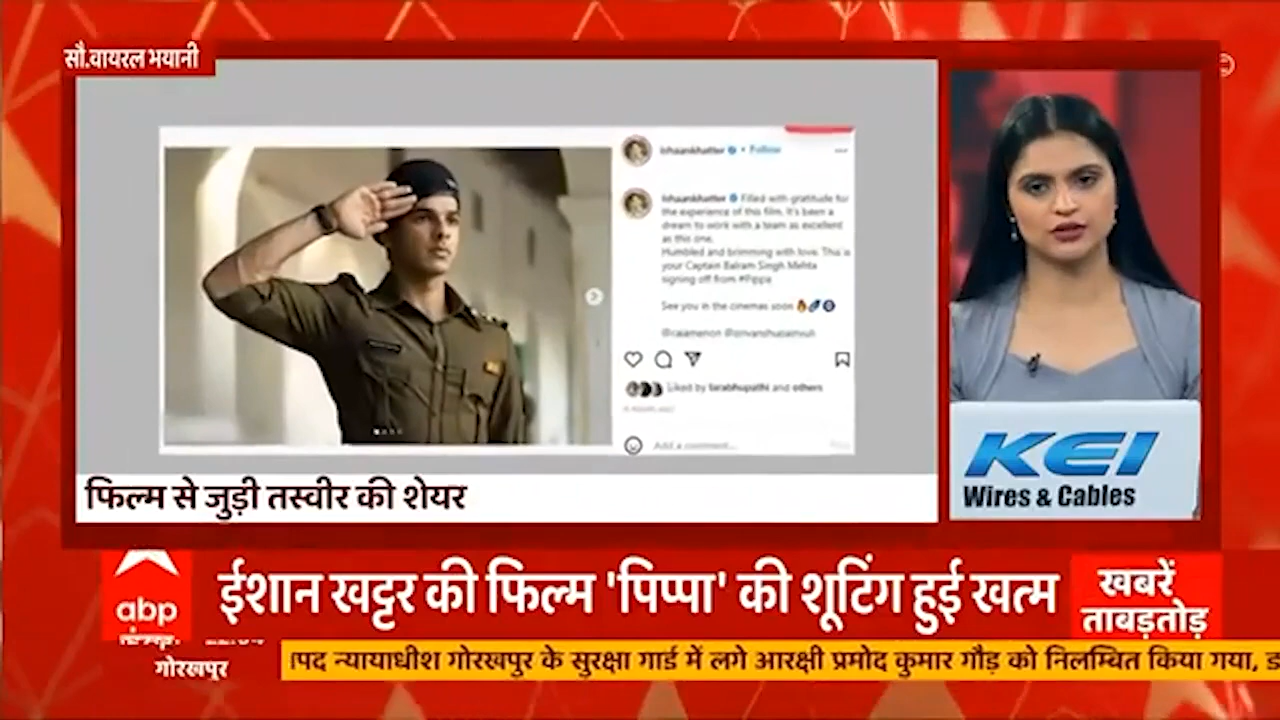 सौ.वायरल भयानी
ishaankhatter • Follow
ishaankhatter Filled with gratitude for
the experience of this film. It's been a
dream to work with a team as excellent
as this one.
Humbled and brimming with love. This is
your Captain Balram Singh Mehta
signing off from #Pippa
See you in the cinemas soon
Liked by tarabhupathi and others
Add a comment...
फिल्म से जुड़ी तस्वीर की शेयर
KEI
Wires & Cables
ईशान खट्टर की फिल्म 'पिप्पा' की शूटिंग हुई खत्म
खबरें
ताबड़तोड़
abp
गोरखपुर
पद न्यायाधीश गोरखपुर के सुरक्षा गार्ड में लगे आरक्षी प्रमोद कुमार गौड़ को निलम्बित किया गया,